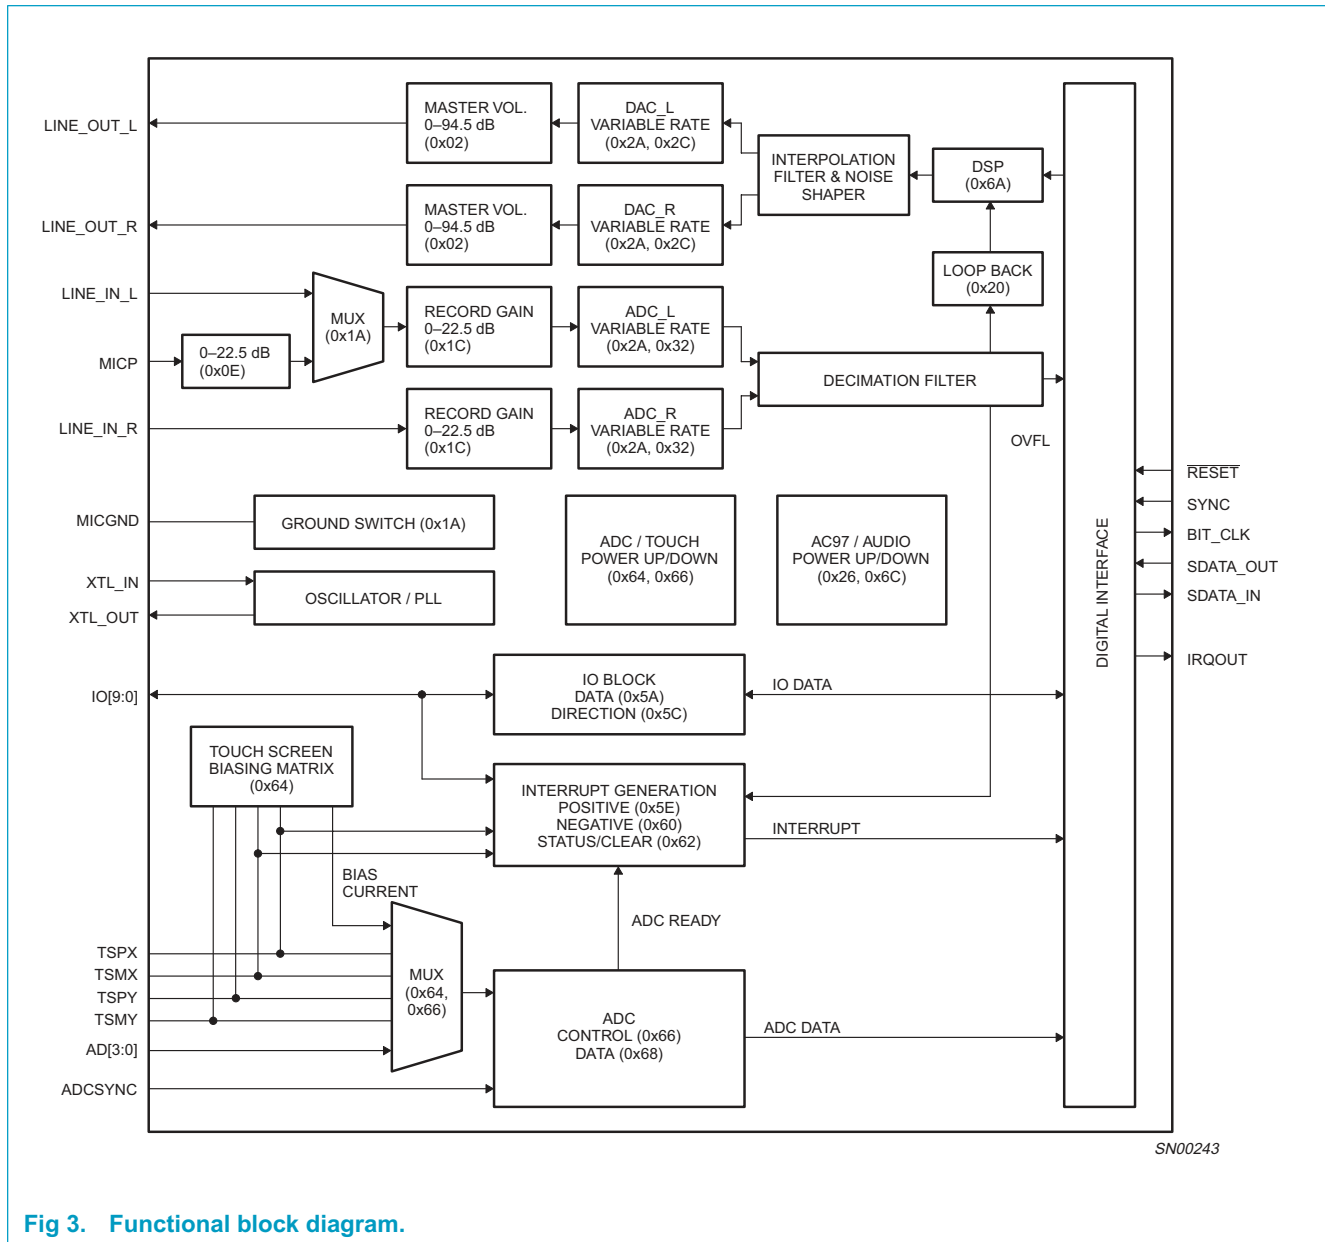 LINE_OUT_L
MASTER VOL.
0–94.5 dB
(0x02)
DAC_L
VARIABLE RATE
(0x2A, 0x2C)
INTERPOLATION
FILTER & NOISE
SHAPER
DSP
(0x6A)
LINE_OUT_R
MASTER VOL.
0–94.5 dB
(0x02)
DAC_R
VARIABLE RATE
(0x2A, 0x2C)
LOOP BACK
(0x20)
LINE_IN_L
MUX
(0x1A)
RECORD GAIN
0–22.5 dB
(0x1C)
ADC_L
VARIABLE RATE
(0x2A, 0x32)
MICP
0–22.5 dB
(0x0E)
DECIMATION FILTER
LINE_IN_R
RECORD GAIN
0–22.5 dB
(0x1C)
ADC_R
VARIABLE RATE
(0x2A, 0x32)
OVFL
MICGND
GROUND SWITCH (0x1A)
ADC / TOUCH
POWER UP/DOWN
(0x64, 0x66)
AC97 / AUDIO
POWER UP/DOWN
(0x26, 0x6C)
XTL_IN
XTL_OUT
OSCILLATOR / PLL
DIGITAL INTERFACE
RESET
SYNC
BIT_CLK
SDATA_OUT
SDATA_IN
IRQOUT
IO[9:0]
IO BLOCK
DATA (0x5A)
DIRECTION (0x5C)
IO DATA
TOUCH SCREEN
BIASING MATRIX
(0x64)
INTERRUPT GENERATION
POSITIVE (0x5E)
NEGATIVE (0x60)
STATUS/CLEAR (0x62)
INTERRUPT
BIAS
CURRENT
ADC READY
TSPX
TSMX
TSPY
TSMY
AD[3:0]
ADCSYNC
MUX
(0x64,
0x66)
ADC
CONTROL (0x66)
DATA (0x68)
ADC DATA
SN00243
Fig 3. Functional block diagram.